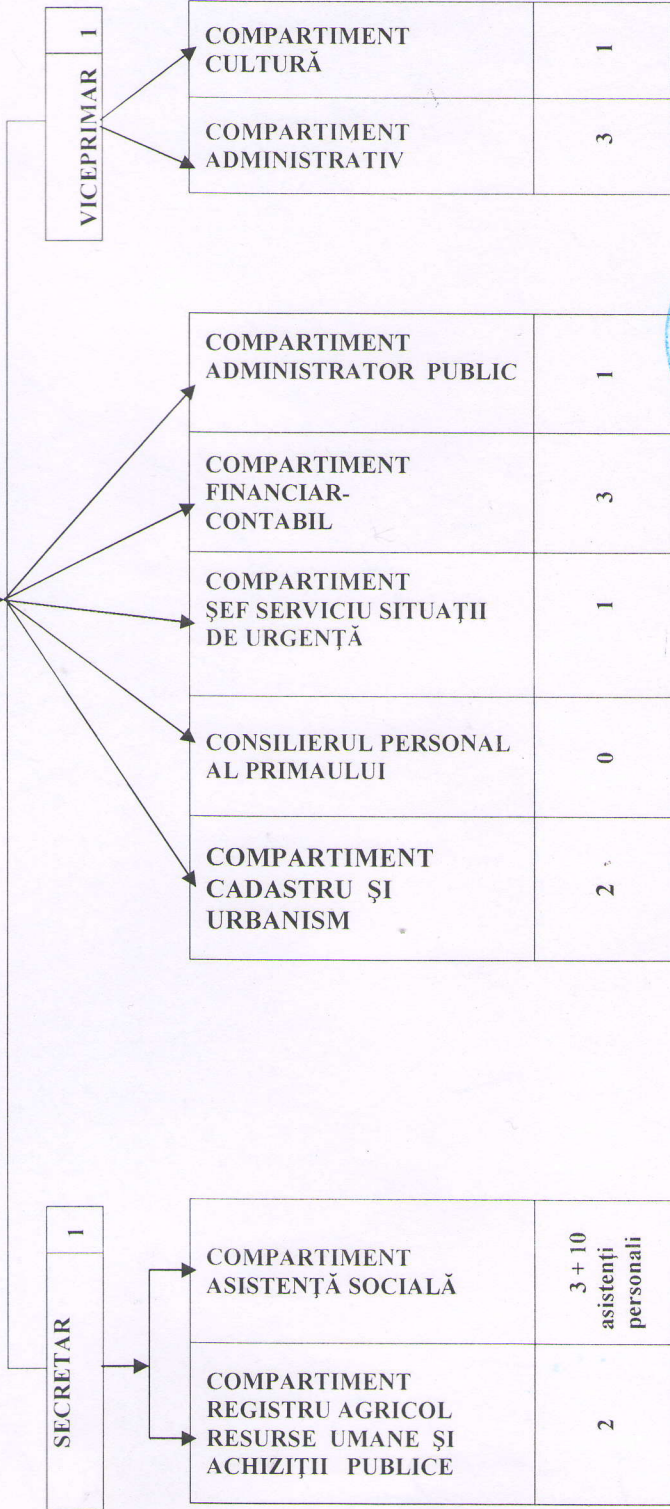 VICEPRIMAR 1
COMPARTIMENT
CULTURĂ
1
COMPARTIMENT
ADMINISTRATIV
3
COMPARTIMENT
ADMINISTRATOR PUBLIC
1
COMPARTIMENT
FINANCIAR-
CONTABIL
3
COMPARTIMENT
ŞEF SERVICIU SITUAŢII
DE URGENŢĂ
1
CONSILIERUL PERSONAL
AL PRIMAULUI
0
COMPARTIMENT
CADASTRU ŞI
URBANISM
2
SECRETAR 1
COMPARTIMENT
ASISTENŢĂ SOCIALĂ
3 + 10
asistenţi
personali
COMPARTIMENT
REGISTRU AGRICOL
RESURSE UMANE ŞI
ACHIZIŢII PUBLICE
2